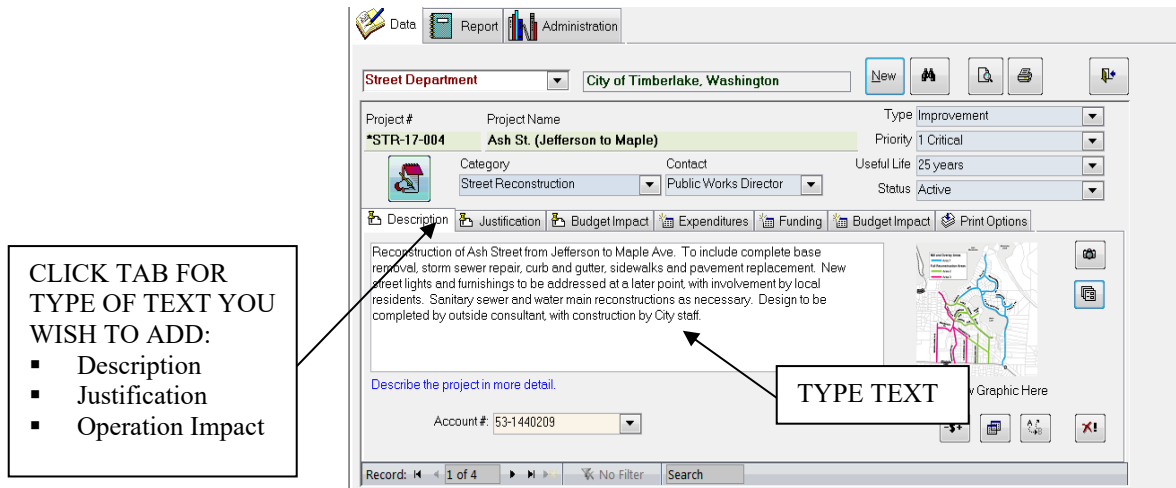 Data Report Administration
Street Department City of Timberlake, Washington New
Project # Project Name Type Improvement
*STR-17-004 Ash St. (Jefferson to Maple) Priority 1 Critical
Category Contact Useful Life 25 years
Street Reconstruction Public Works Director Status Active
Description Justification Budget Impact Expenditures Funding Budget Impact Print Options
Reconstruction of Ash Street from Jefferson to Maple Ave. To include complete base
removal, storm sewer repair, curb and gutter, sidewalks and pavement replacement. New
street lights and furnishings to be addressed at a later point, with involvement by local
residents. Sanitary sewer and water main reconstructions as necessary. Design to be
completed by outside consultant, with construction by City staff.
CLICK TAB FOR
TYPE OF TEXT YOU
WISH TO ADD:
▪ Description
▪ Justification
▪ Operation Impact
Describe the project in more detail.
TYPE TEXT
Graphic Here
Account #: 53-1440209
Record: 1 of 4 No Filter Search